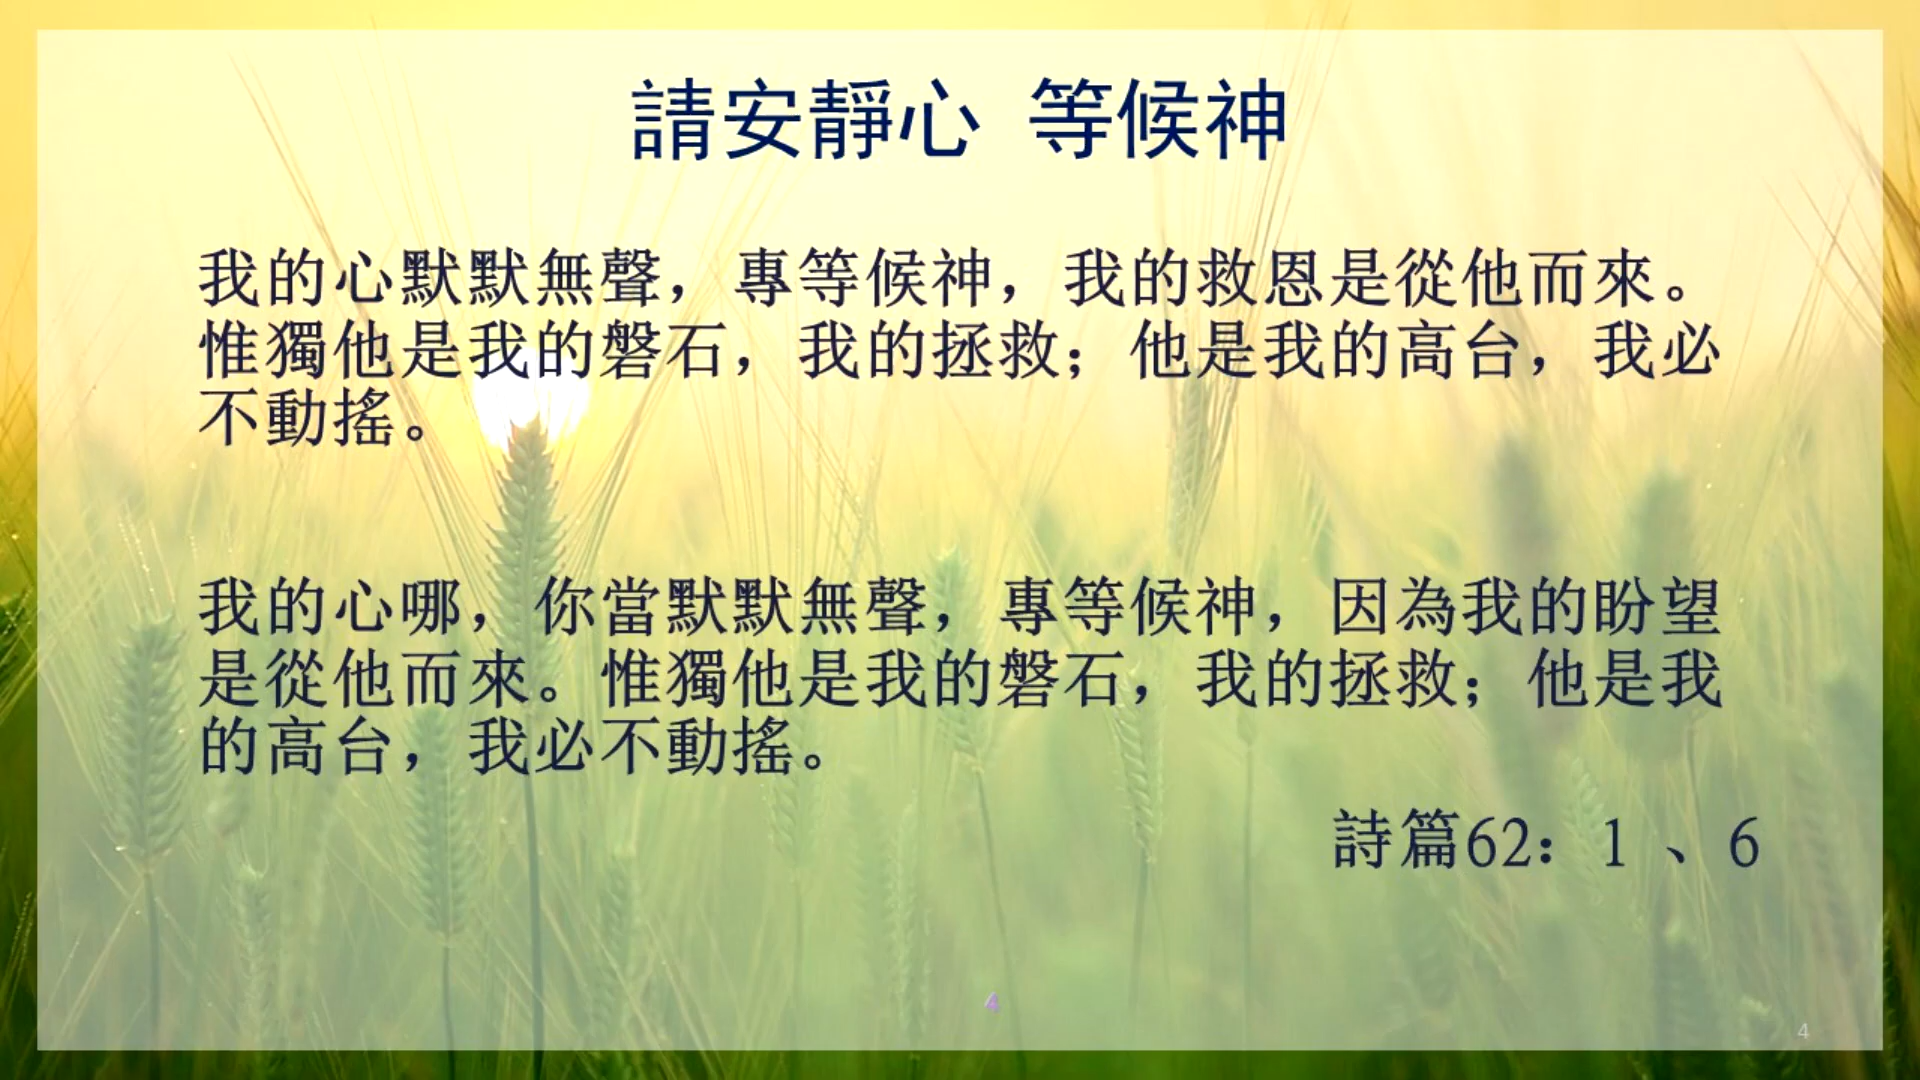 請安靜心 等候神
我的心默默無聲，專等候神，我的救恩是從他而來。
惟獨他是我的磐石，我的拯救；他是我的高台，我必
不動搖。
我的心哪，你當默默無聲，專等候神，因為我的盼望
是從他而來。惟獨他是我的磐石，我的拯救；他是我
的高台，我必不動搖。
詩篇62：1 、6
4
4